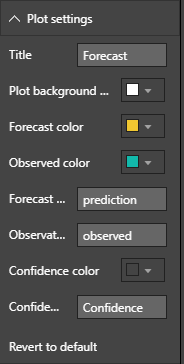 Plot settings
Title Forecast
Plot background ...
Forecast color
Observed color
Forecast ... prediction
Observat... observed
Confidence color
Confide... Confidence
Revert to default